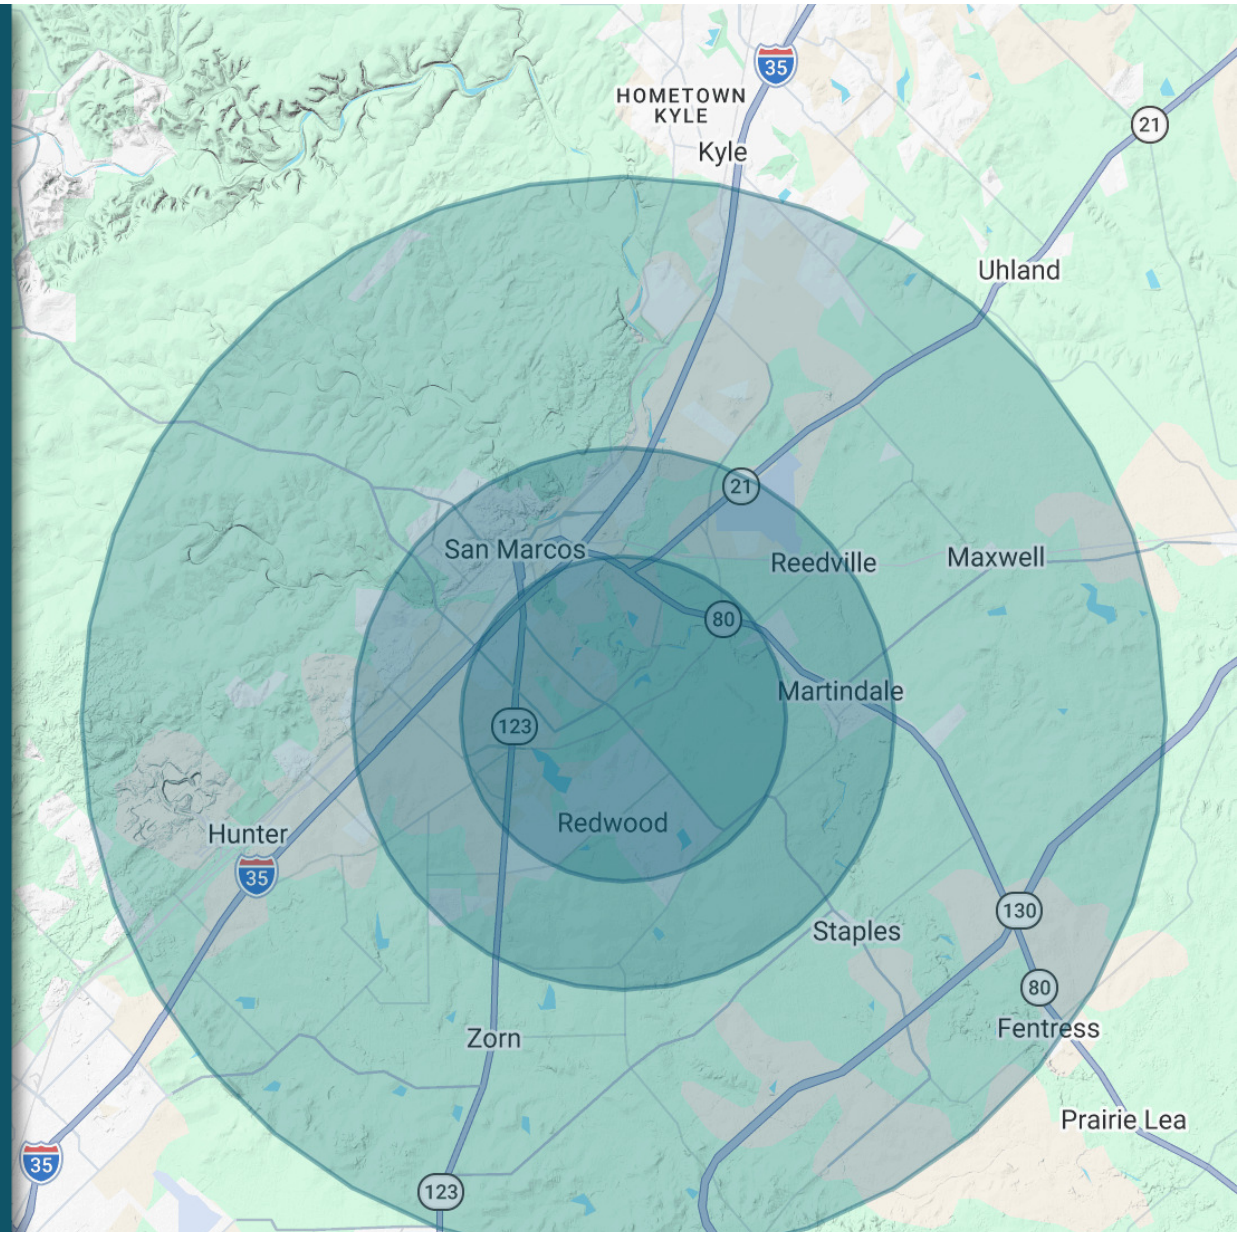 35
HOMETOWN
KYLE
Kyle
21
Uhland
21
San Marcos
Reedville
Maxwell
80
Martindale
123
Redwood
Hunter
35
130
Staples
80
Fentress
Zorn
Prairie Lea
35
123